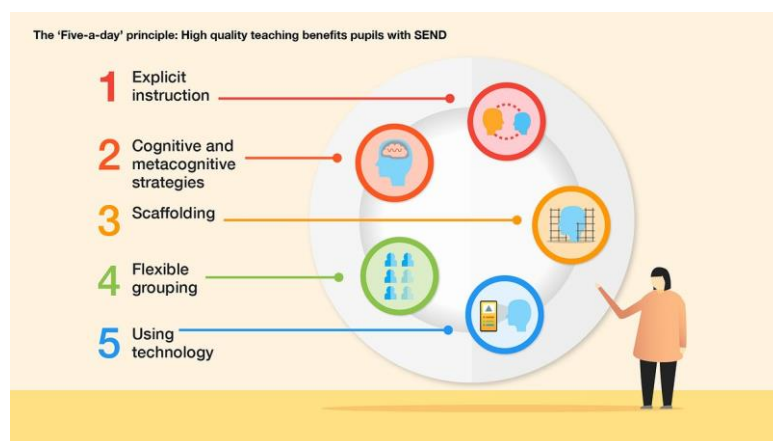 The ‘Five-a-day’ principle: High quality teaching benefits pupils with SEND
1 Explicit
instruction
2 Cognitive and
metacognitive
strategies
3 Scaffolding
4 Flexible
grouping
5 Using
technology